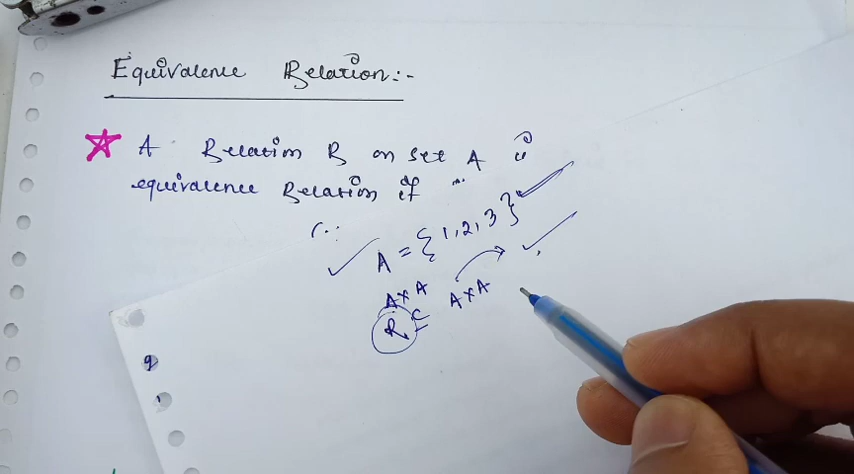 Equivalence Relation:-
A Relation R on set A is
equivalence Relation if
A = {1,2,3}
A×A
R ⊆ A×A